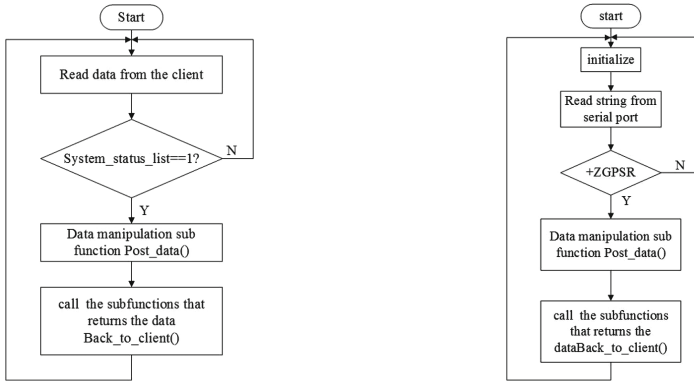 Start
Read data from the client
System_status_list==1?
N
Y
Data manipulation sub
function Post_data()
call the subfunctions that
returns the data
Back_to_client()
start
initialize
Read string from
serial port
+ZGPSR
N
Y
Data manipulation sub
function Post_data()
call the subfunctions
that returns the
dataBack_to_client()